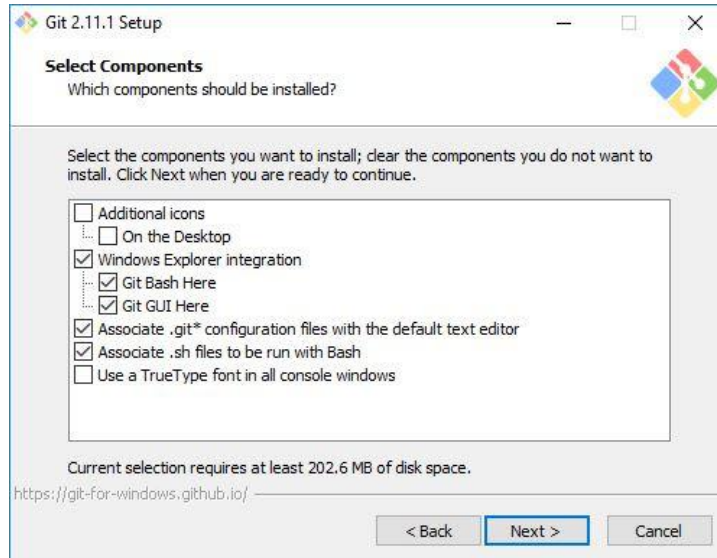 Git 2.11.1 Setup
Select Components
Which components should be installed?
Select the components you want to install; clear the components you do not want to
install. Click Next when you are ready to continue.
Additional icons
On the Desktop
Windows Explorer integration
Git Bash Here
Git GUI Here
Associate .git* configuration files with the default text editor
Associate .sh files to be run with Bash
Use a TrueType font in all console windows
Current selection requires at least 202.6 MB of disk space.
https://git-for-windows.github.io/
< Back Next > Cancel